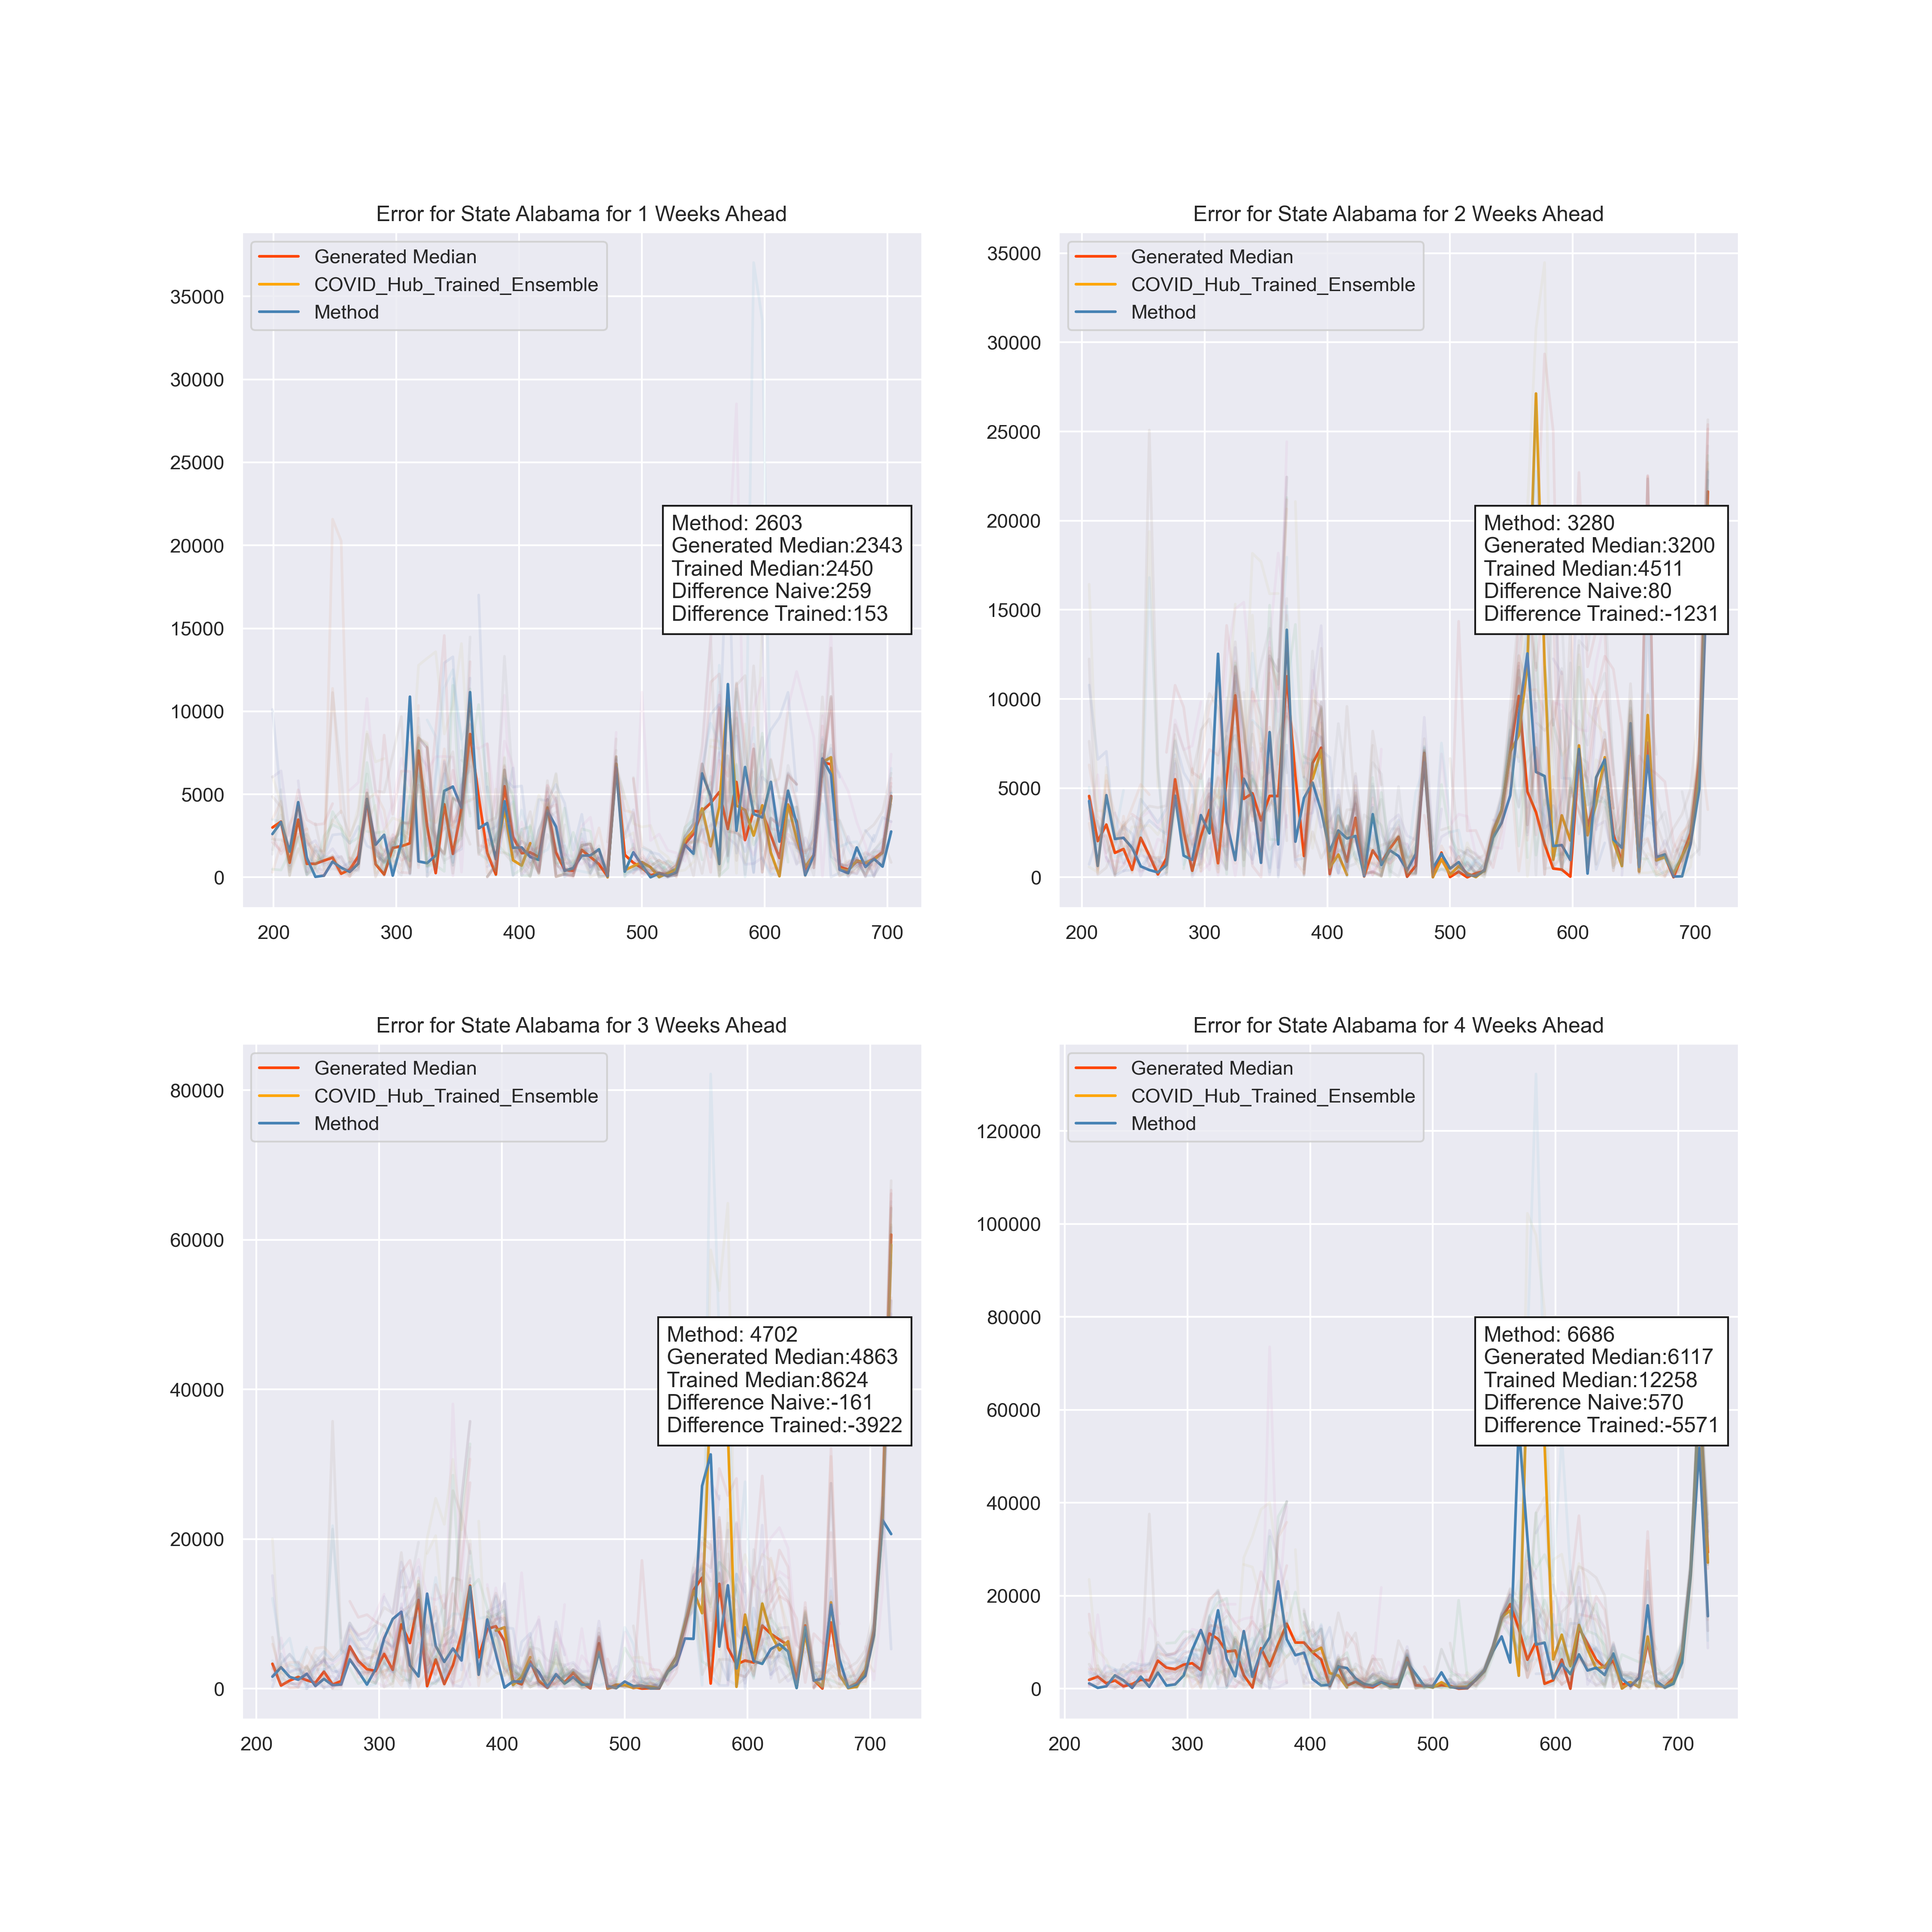 Error for State Alabama for 1 Weeks Ahead
Generated Median
COVID_Hub_Trained_Ensemble
Method
35000
30000
25000
20000
15000
10000
5000
0
Method: 2603
Generated Median:2343
Trained Median:2450
Difference Naive:259
Difference Trained:153
200 300 400 500 600 700
Error for State Alabama for 2 Weeks Ahead
Generated Median
COVID_Hub_Trained_Ensemble
Method
35000
30000
25000
20000
15000
10000
5000
0
Method: 3280
Generated Median:3200
Trained Median:4511
Difference Naive:80
Difference Trained:-1231
200 300 400 500 600 700
Error for State Alabama for 3 Weeks Ahead
Generated Median
COVID_Hub_Trained_Ensemble
Method
80000
60000
40000
20000
0
Method: 4702
Generated Median:4863
Trained Median:8624
Difference Naive:-161
Difference Trained:-3922
200 300 400 500 600 700
Error for State Alabama for 4 Weeks Ahead
Generated Median
COVID_Hub_Trained_Ensemble
Method
120000
100000
80000
60000
40000
20000
0
Method: 6686
Generated Median:6117
Trained Median:12258
Difference Naive:570
Difference Trained:-5571
200 300 400 500 600 700